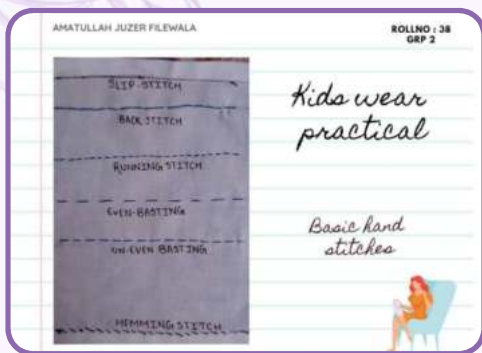 AMATULLAH JUZER FILEWALA
ROLLNO : 38
GRP 2
SLIP-STITCH
BACK STITCH
RUNNING STITCH
EVEN-BASTING
UN-EVEN BASTING
HEMMING STITCH
Kids wear
practical
Basic hand
stitches